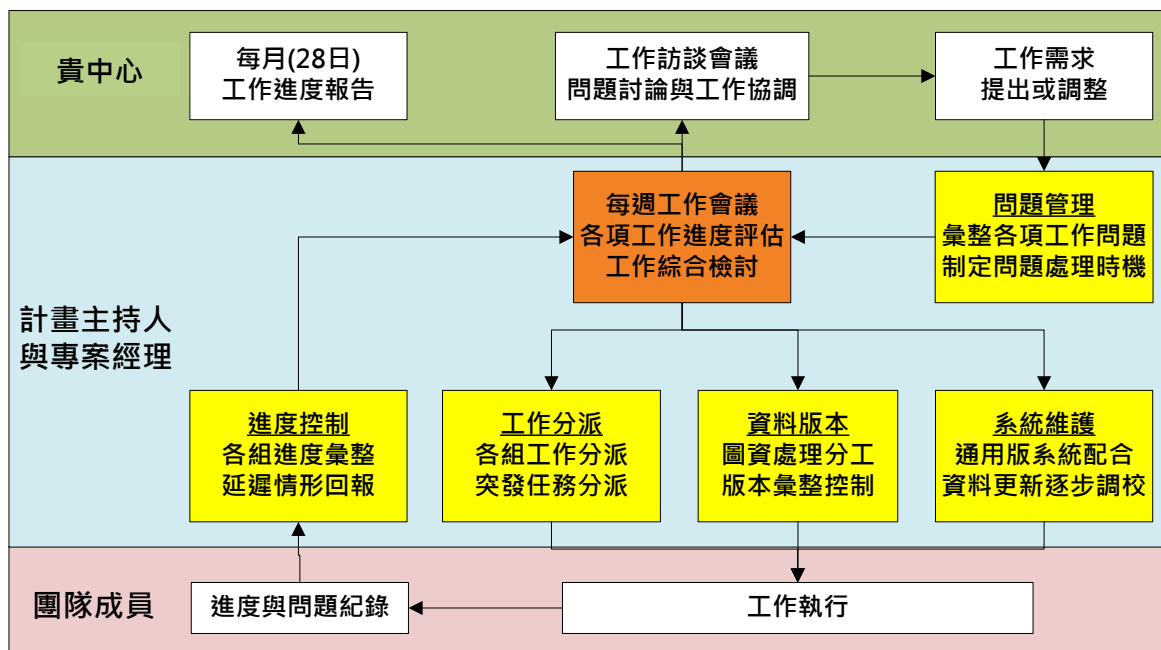 貴中心
每月(28日)
工作進度報告
工作訪談會議
問題討論與工作協調
工作需求
提出或調整
計畫主持人
與專案經理
每週工作會議
各項工作進度評估
工作綜合檢討
問題管理
彙整各項工作問題
制定問題處理時機
進度控制
各組進度彙整
延遲情形回報
工作分派
各組工作分派
突發任務分派
資料版本
圖資處理分工
版本彙整控制
系統維護
通用版系統配合
資料更新逐步調校
團隊成員
進度與問題紀錄
工作執行